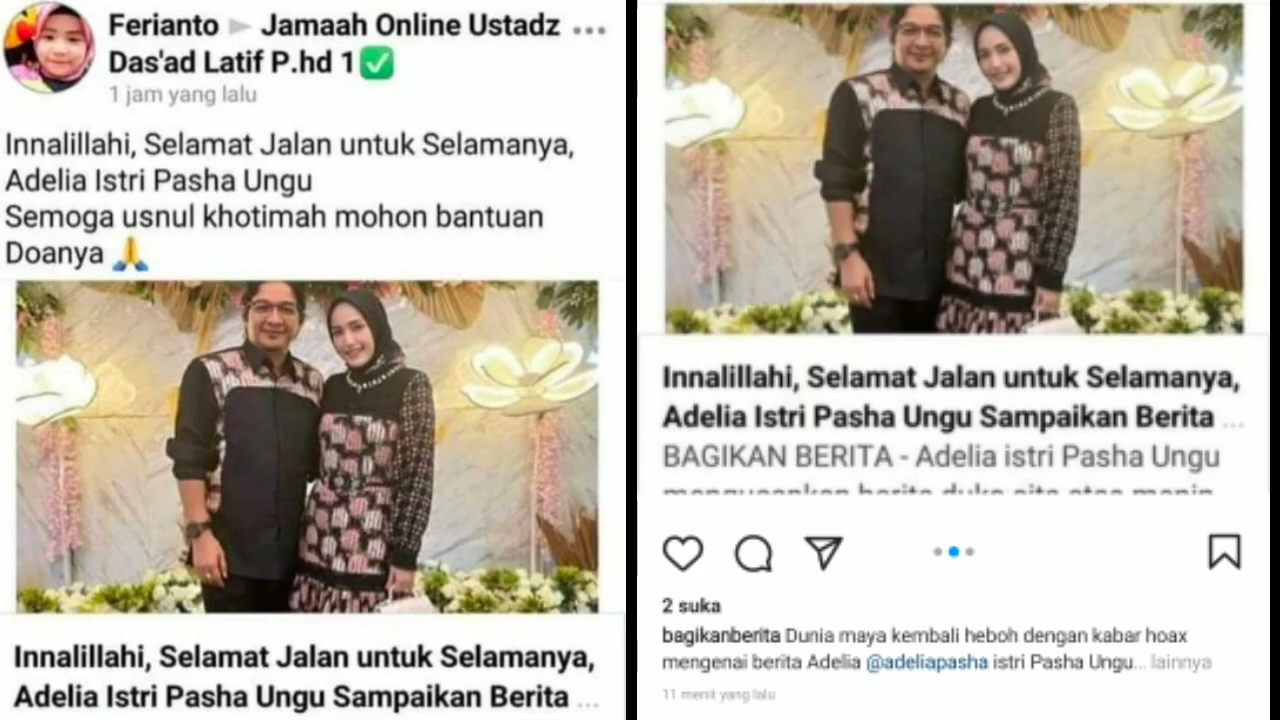 Ferianto ► Jamaah Online Ustadz
Das'ad Latif P.hd 1✅
1 jam yang lalu
Innalillahi, Selamat Jalan untuk Selamanya,
Adelia Istri Pasha Ungu
Semoga usnul khotimah mohon bantuan
Doanya 🙏
Innalillahi, Selamat Jalan untuk Selamanya,
Adelia Istri Pasha Ungu Sampaikan Berita ...
Innalillahi, Selamat Jalan untuk Selamanya,
Adelia Istri Pasha Ungu Sampaikan Berita ...
BAGIKAN BERITA - Adelia istri Pasha Ungu
2 suka
bagikanberita Dunia maya kembali heboh dengan kabar hoax
mengenai berita Adelia @adeliapasha istri Pasha Ungu... lainnya
11 menit yang lalu